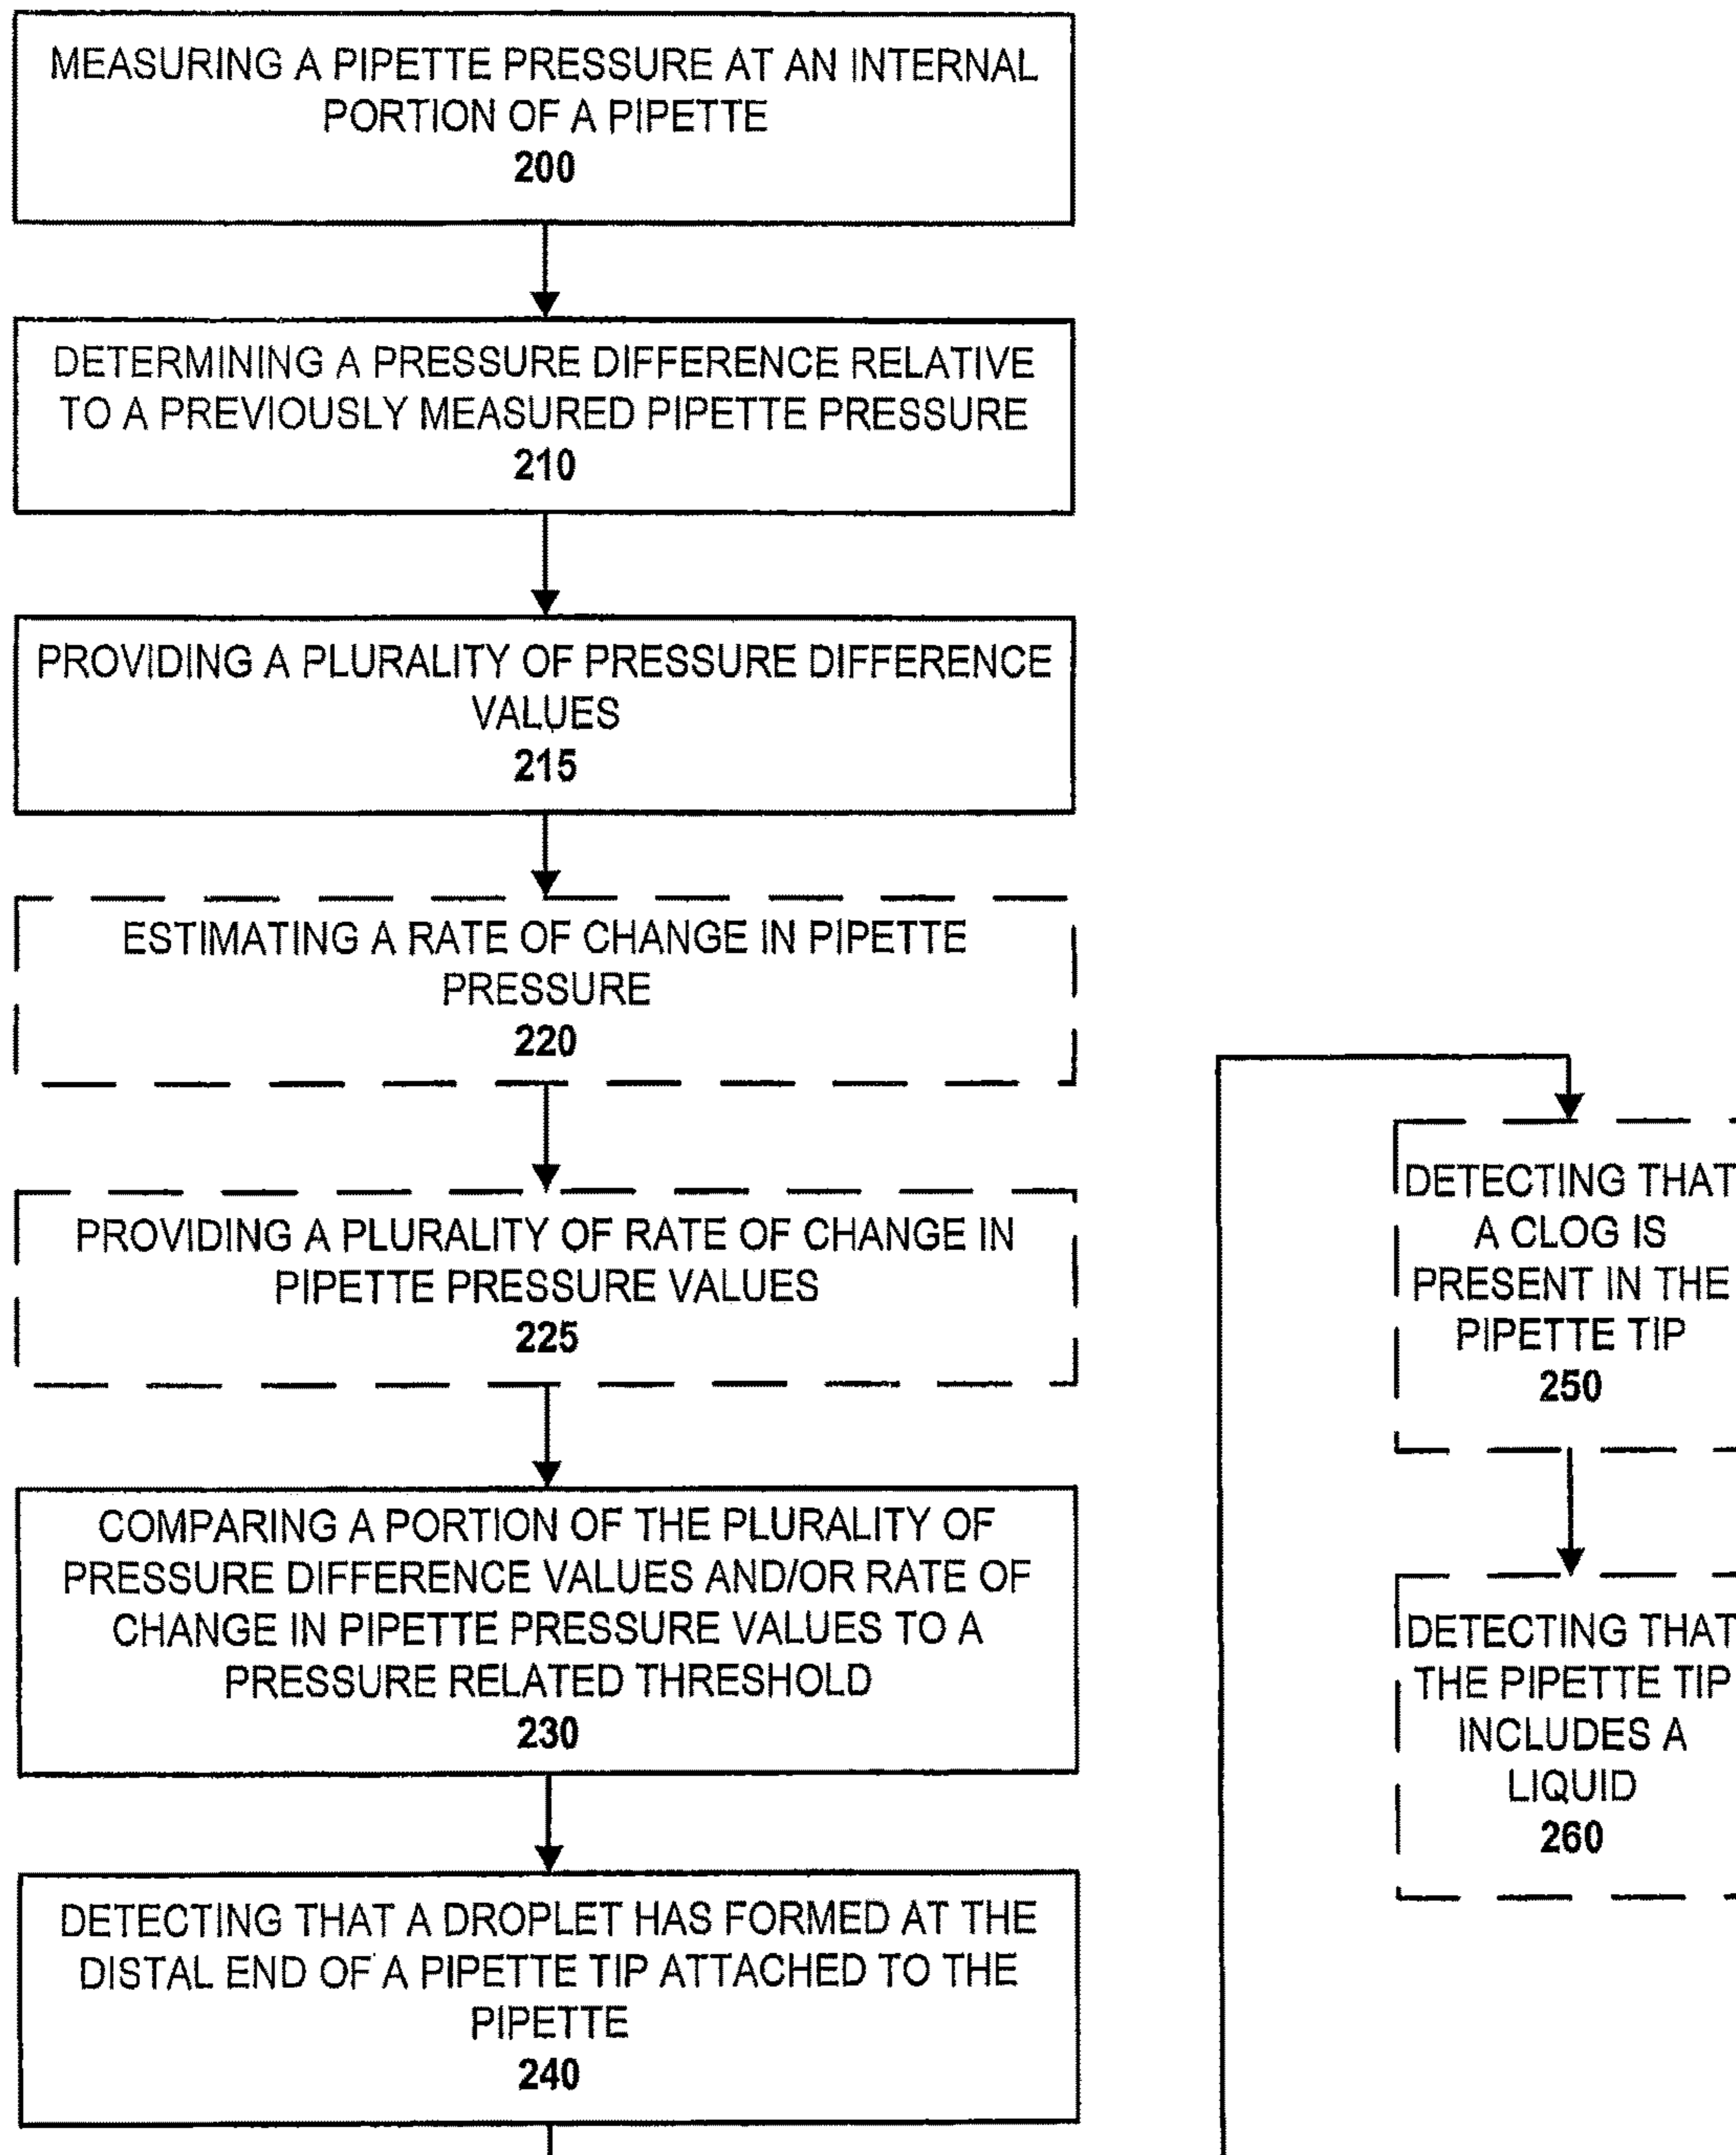 MEASURING A PIPETTE PRESSURE AT AN INTERNAL
PORTION OF A PIPETTE
200
DETERMINING A PRESSURE DIFFERENCE RELATIVE
TO A PREVIOUSLY MEASURED PIPETTE PRESSURE
210
PROVIDING A PLURALITY OF PRESSURE DIFFERENCE
VALUES
215
ESTIMATING A RATE OF CHANGE IN PIPETTE
PRESSURE
220
PROVIDING A PLURALITY OF RATE OF CHANGE IN
PIPETTE PRESSURE VALUES
225
COMPARING A PORTION OF THE PLURALITY OF
PRESSURE DIFFERENCE VALUES AND/OR RATE OF
CHANGE IN PIPETTE PRESSURE VALUES TO A
PRESSURE RELATED THRESHOLD
230
DETECTING THAT A DROPLET HAS FORMED AT THE
DISTAL END OF A PIPETTE TIP ATTACHED TO THE
PIPETTE
240
DETECTING THAT
A CLOG IS
PRESENT IN THE
PIPETTE TIP
250
DETECTING THAT
THE PIPETTE TIP
INCLUDES A
LIQUID
260